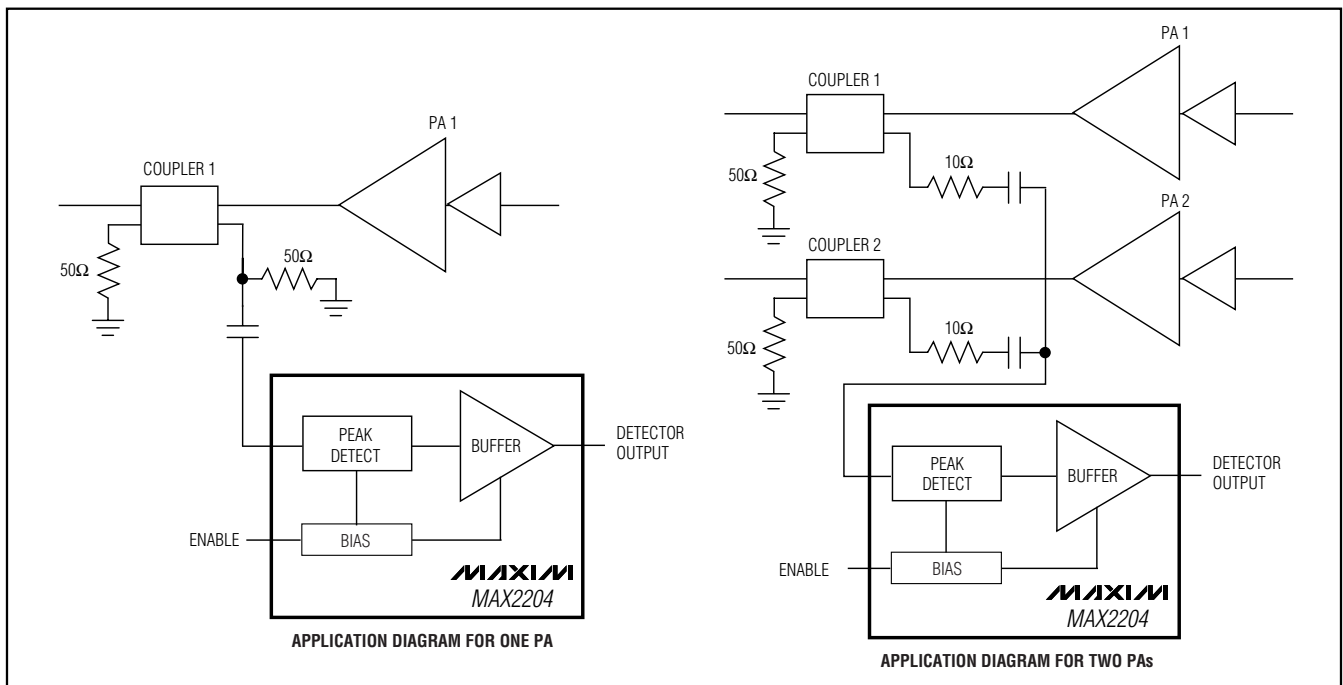 PA 1
COUPLER 1
50Ω
50Ω
PEAK
DETECT
BUFFER
DETECTOR
OUTPUT
ENABLE
BIAS
MAXIM
MAX2204
APPLICATION DIAGRAM FOR ONE PA
PA 1
COUPLER 1
10Ω
50Ω
PA 2
COUPLER 2
10Ω
50Ω
PEAK
DETECT
BUFFER
DETECTOR
OUTPUT
ENABLE
BIAS
MAXIM
MAX2204
APPLICATION DIAGRAM FOR TWO PAs